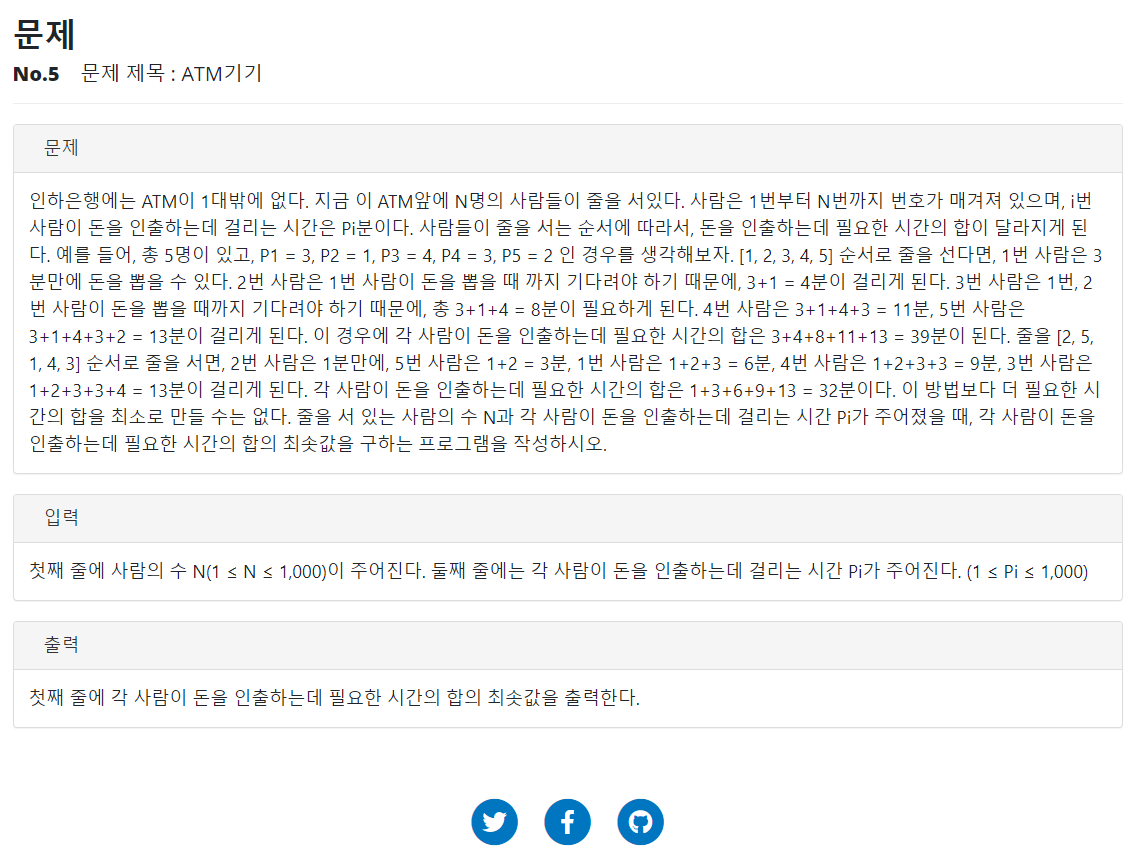 문제
No.5 문제 제목 : ATM기기
문제
인하은행에는 ATM이 1대밖에 없다. 지금 이 ATM앞에 N명의 사람들이 줄을 서있다. 사람은 1번부터 N번까지 번호가 매겨져 있으며, i번
사람이 돈을 인출하는데 걸리는 시간은 Pi분이다. 사람들이 줄을 서는 순서에 따라서, 돈을 인출하는데 필요한 시간의 합이 달라지게 된
다. 예를 들어, 총 5명이 있고, P1 = 3, P2 = 1, P3 = 4, P4 = 3, P5 = 2 인 경우를 생각해보자. [1, 2, 3, 4, 5] 순서로 줄을 선다면, 1번 사람은 3
분만에 돈을 뽑을 수 있다. 2번 사람은 1번 사람이 돈을 뽑을 때 까지 기다려야 하기 때문에, 3+1 = 4분이 걸리게 된다. 3번 사람은 1번, 2
번 사람이 돈을 뽑을 때까지 기다려야 하기 때문에, 총 3+1+4 = 8분이 필요하게 된다. 4번 사람은 3+1+4+3 = 11분, 5번 사람은
3+1+4+3+2 = 13분이 걸리게 된다. 이 경우에 각 사람이 돈을 인출하는데 필요한 시간의 합은 3+4+8+11+13 = 39분이 된다. 줄을 [2, 5,
1, 4, 3] 순서로 줄을 서면, 2번 사람은 1분만에, 5번 사람은 1+2 = 3분, 1번 사람은 1+2+3 = 6분, 4번 사람은 1+2+3+3 = 9분, 3번 사람은
1+2+3+3+4 = 13분이 걸리게 된다. 각 사람이 돈을 인출하는데 필요한 시간의 합은 1+3+6+9+13 = 32분이다. 이 방법보다 더 필요한 시
간의 합을 최소로 만들 수는 없다. 줄을 서 있는 사람의 수 N과 각 사람이 돈을 인출하는데 걸리는 시간 Pi가 주어졌을 때, 각 사람이 돈을
인출하는데 필요한 시간의 합의 최솟값을 구하는 프로그램을 작성하시오.
입력
첫째 줄에 사람의 수 N(1 ≤ N ≤ 1,000)이 주어진다. 둘째 줄에는 각 사람이 돈을 인출하는데 걸리는 시간 Pi가 주어진다. (1 ≤ Pi ≤ 1,000)
출력
첫째 줄에 각 사람이 돈을 인출하는데 필요한 시간의 합의 최솟값을 출력한다.